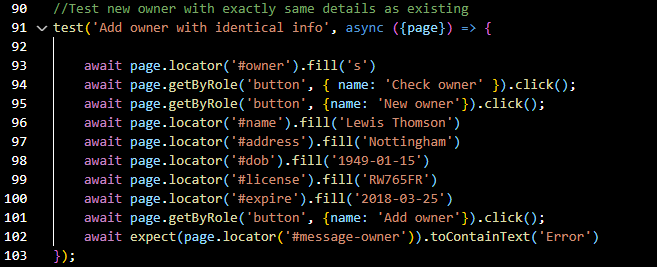 90 //Test new owner with exactly same details as existing
91 test('Add owner with identical info', async ({page}) => {
92
93 await page.locator('#owner').fill('s')
94 await page.getByRole('button', { name: 'Check owner' }).click();
95 await page.getByRole('button', {name: 'New owner'}).click();
96 await page.locator('#name').fill('Lewis Thomson')
97 await page.locator('#address').fill('Nottingham')
98 await page.locator('#dob').fill('1949-01-15')
99 await page.locator('#license').fill('RW765FR')
100 await page.locator('#expire').fill('2018-03-25')
101 await page.getByRole('button', {name: 'Add owner'}).click();
102 await expect(page.locator('#message-owner')).toContainText('Error')
103 });